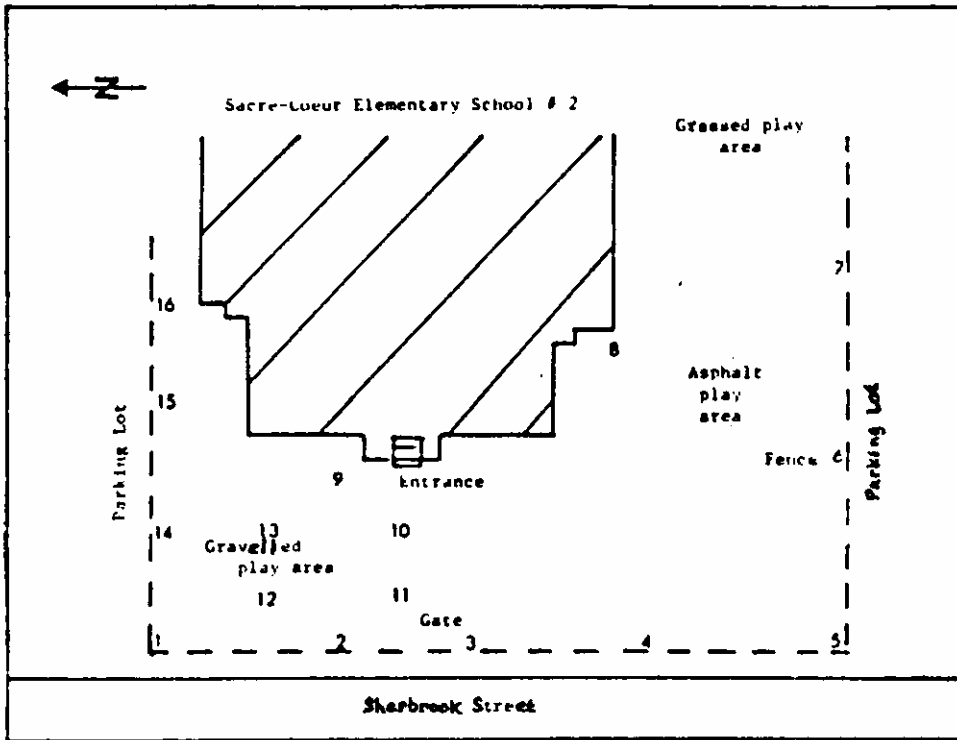 N
Sacre-Coeur Elementary School # 2
Grassed play
area
7
16
8
Asphalt
play
area
15
Parking Lot
Parking Lot
Fence 6
9
Entrance
14
13
10
Gravelled
play area
12
11
Gate
1
2
3
4
5
Sherbrook Street